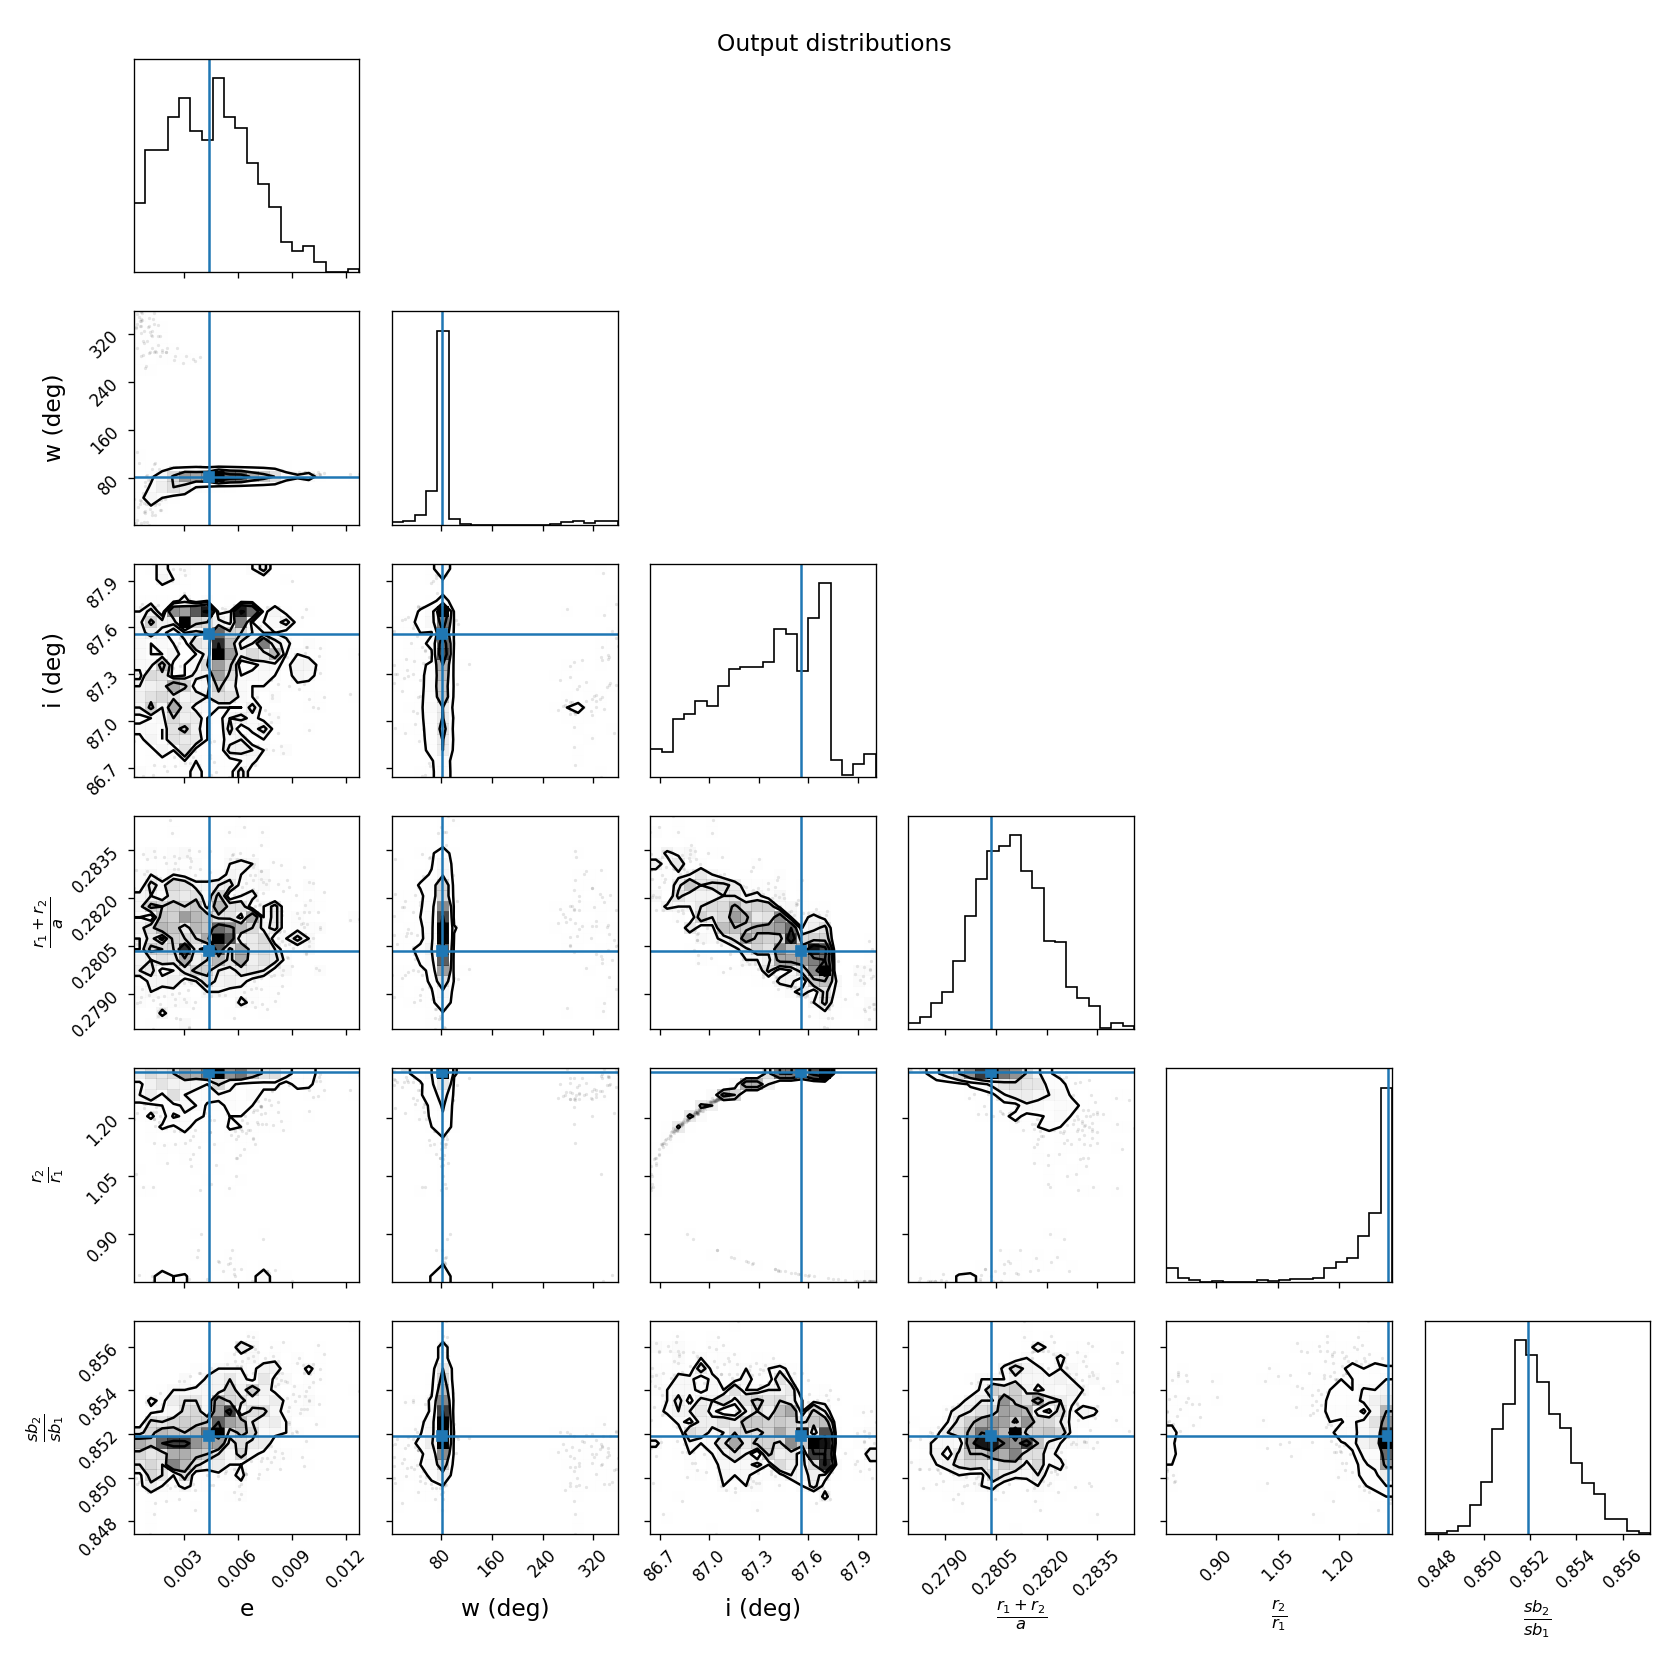 Output distributions
w (deg)
320
240
160
80
i (deg)
87.9
87.6
87.3
87.0
86.7
r₁ + r₂
a
0.2835
0.2820
0.2805
0.2790
r₂
r₁
1.20
1.05
0.90
sb₂
sb₁
0.856
0.854
0.852
0.850
0.848
0.003 0.006 0.009 0.012 80 160 240 320 86.7 87.0 87.3 87.6 87.9 0.2790 0.2805 0.2820 0.2835 0.90 1.05 1.20 0.848 0.850 0.852 0.854 0.856
e w (deg) i (deg) r₁ + r₂ r₂ sb₂
a r₁ sb₁